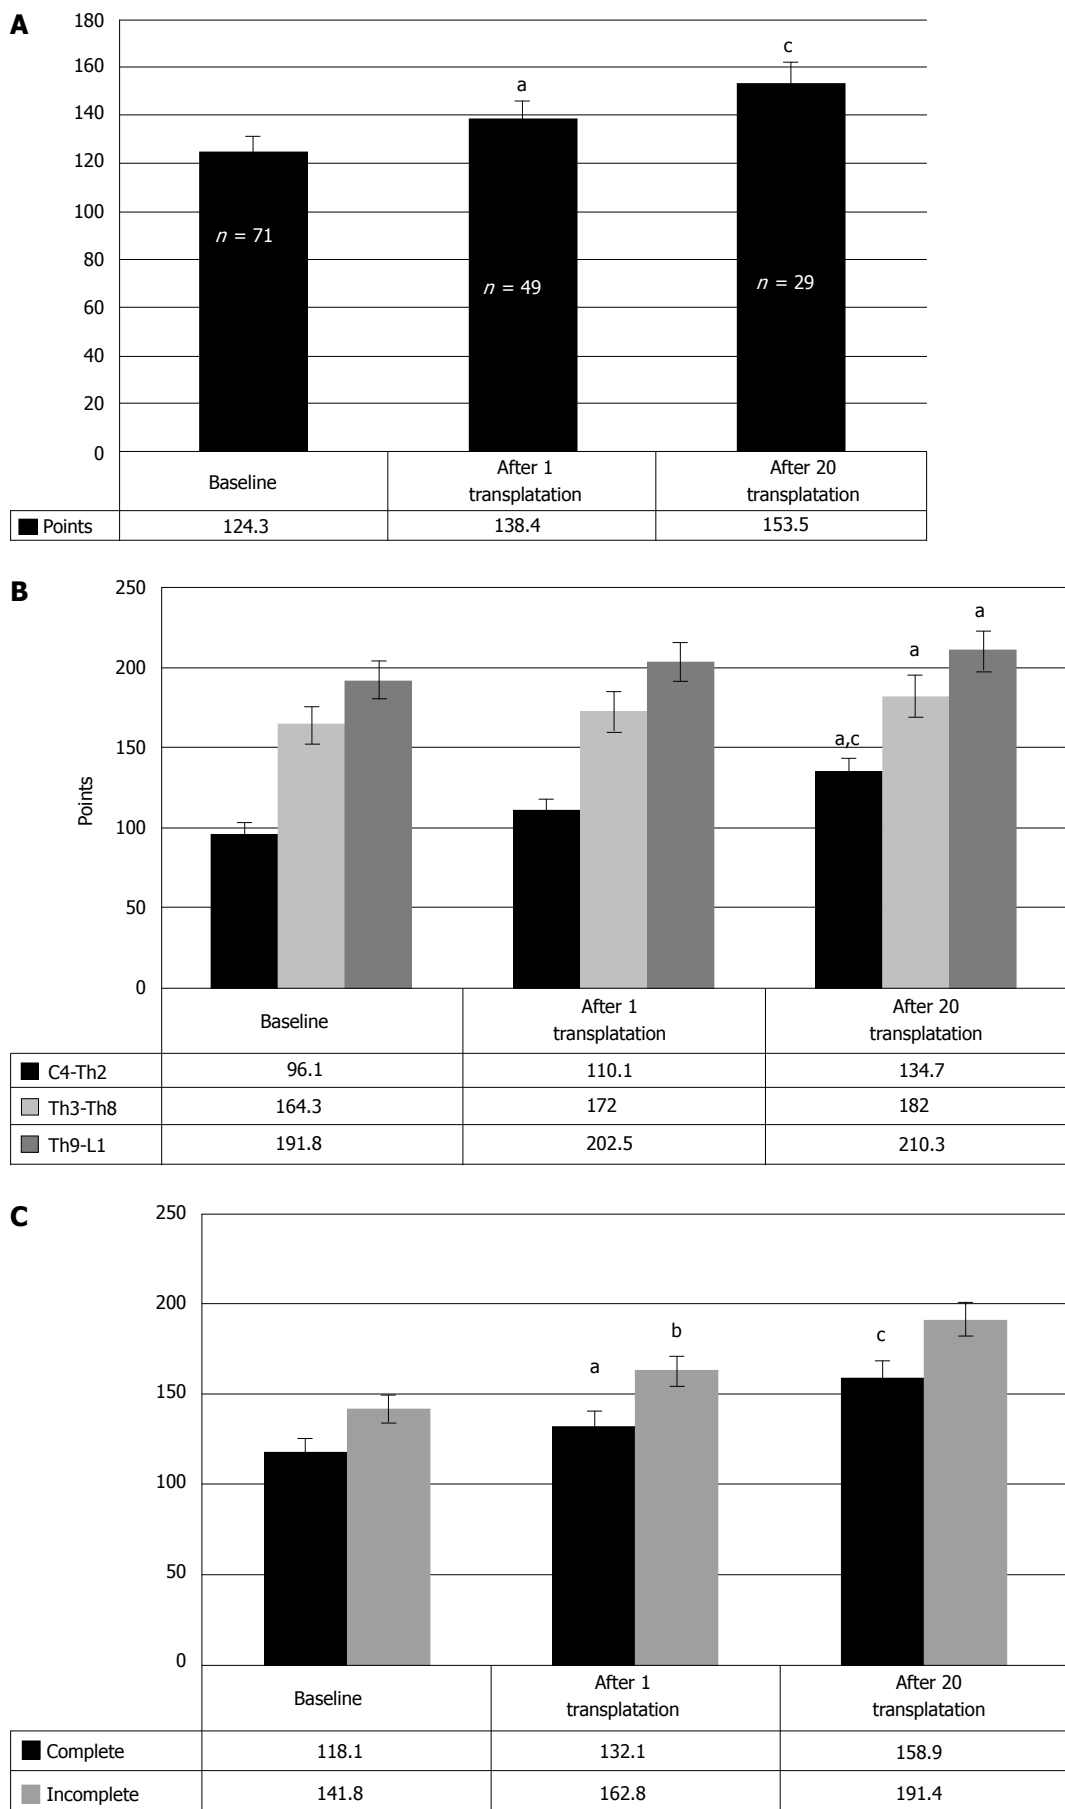 A
180
160
140
120
100
80
60
40
20
0
a
c
n = 71
n = 49
n = 29
Baseline
After 1
transplatation
After 20
transplatation
Points 124.3 138.4 153.5
B
250
200
150
100
50
0
Points
a,c
a
a
Baseline
After 1
transplatation
After 20
transplatation
C4-Th2 96.1 110.1 134.7
Th3-Th8 164.3 172 182
Th9-L1 191.8 202.5 210.3
C
250
200
150
100
50
0
a
b
c
Baseline
After 1
transplatation
After 20
transplatation
Complete 118.1 132.1 158.9
Incomplete 141.8 162.8 191.4